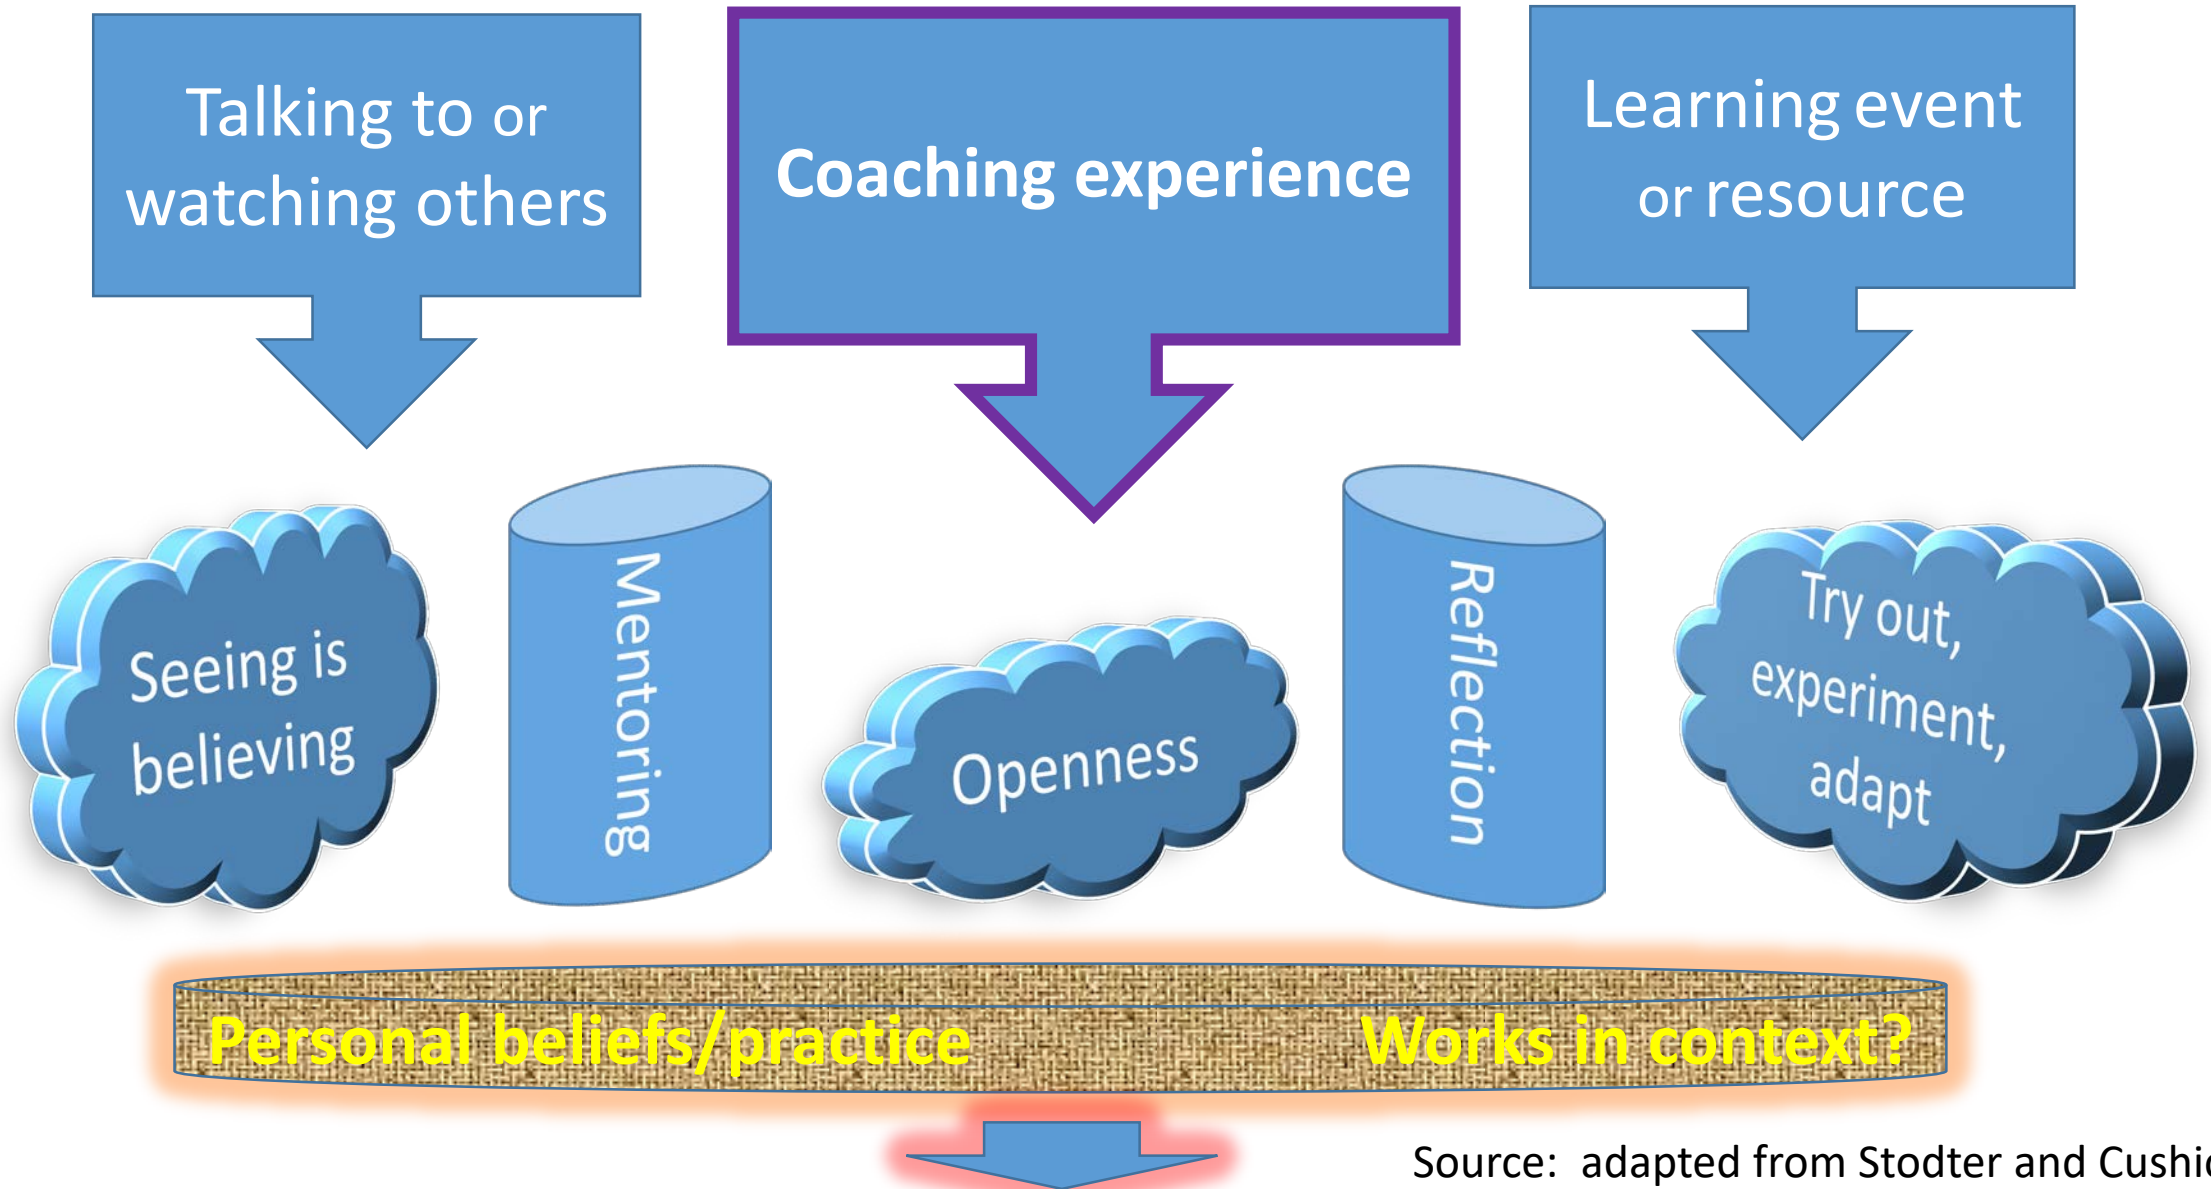 Talking to or
watching others
Coaching experience
Learning event
or resource
Seeing is
believing
Mentoring
Openness
Reflection
Try out,
experiment,
adapt
Personal beliefs/practice
Works in context?
Source: adapted from Stodter and